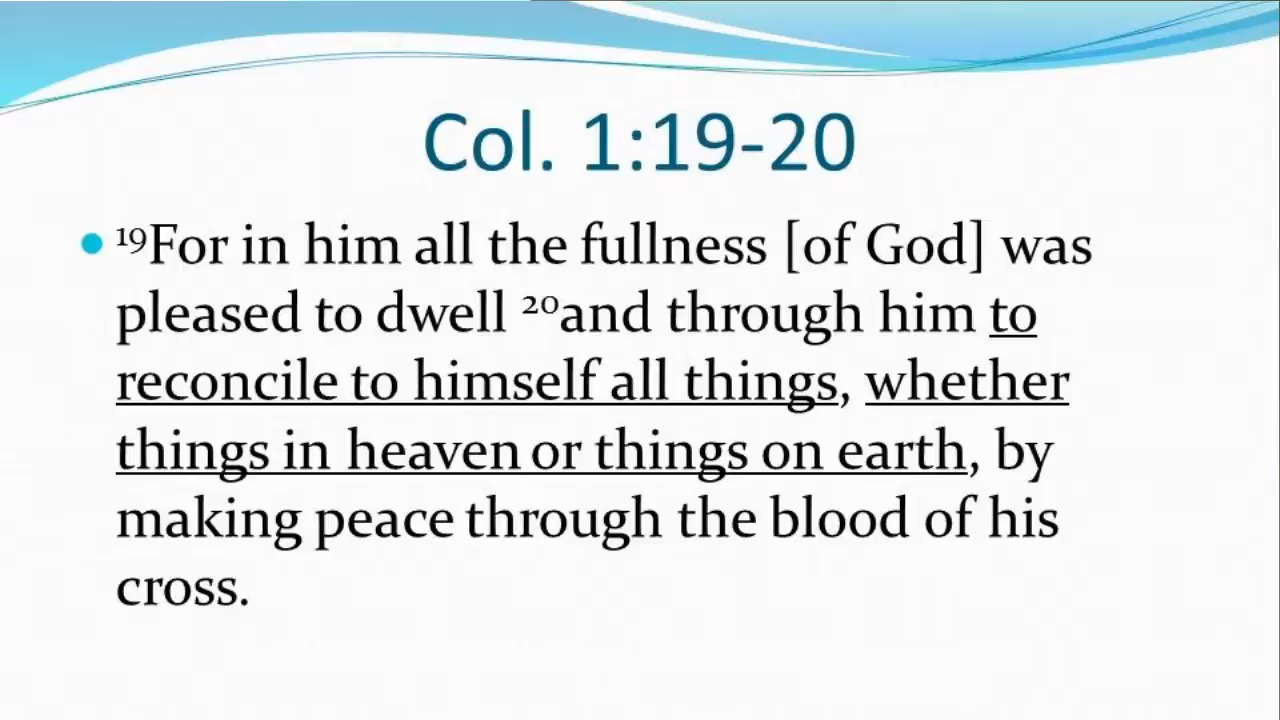 Col. 1:19-20
• ¹⁹For in him all the fullness [of God] was
pleased to dwell ²⁰and through him to
reconcile to himself all things, whether
things in heaven or things on earth, by
making peace through the blood of his
cross.